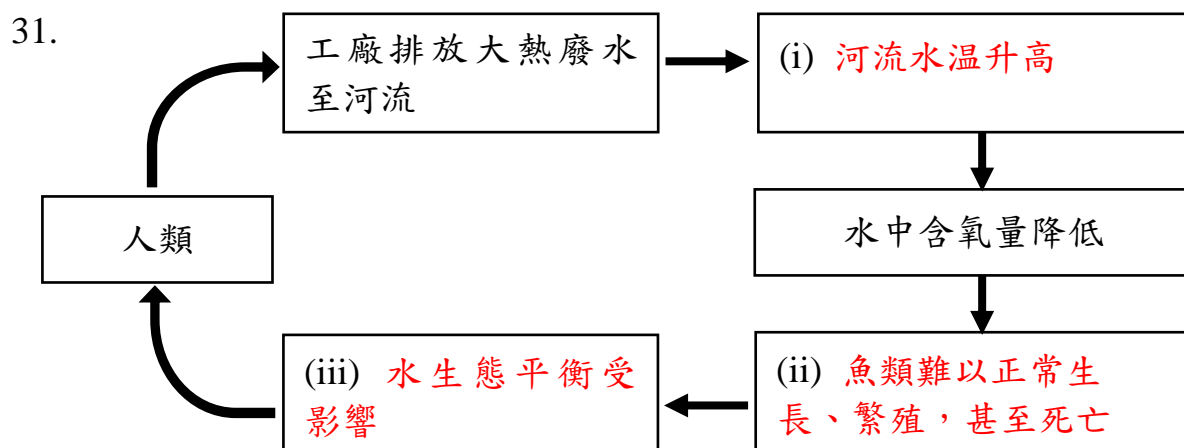 31.
工廠排放大熱廢水
至河流
(i) 河流水温升高
人類
水中含氧量降低
(iii) 水生態平衡受
影響
(ii) 魚類難以正常生
長、繁殖,甚至死亡